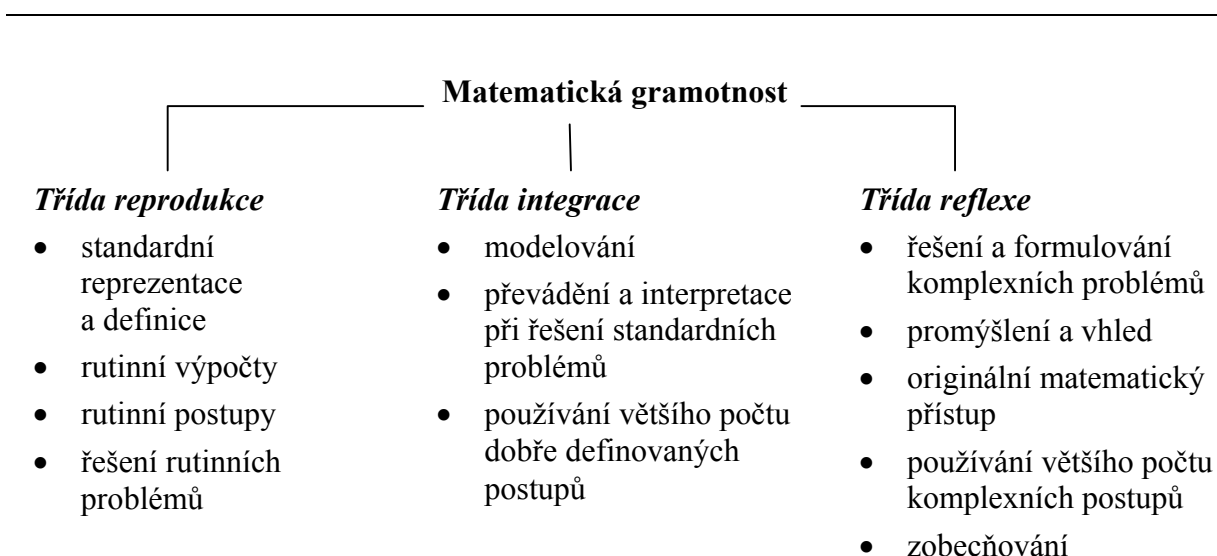 Matematická gramotnost
Třída reprodukce
• standardní
reprezentace
a definice
• rutinní výpočty
• rutinní postupy
• řešení rutinních
problémů
Třída integrace
• modelování
• převádění a interpretace
při řešení standardních
problémů
• používání většího počtu
dobře definovaných
postupů
Třída reflexe
• řešení a formulování
komplexních problémů
• promýšlení a vhled
• originální matematický
přístup
• používání většího počtu
komplexních postupů
• zobecňování